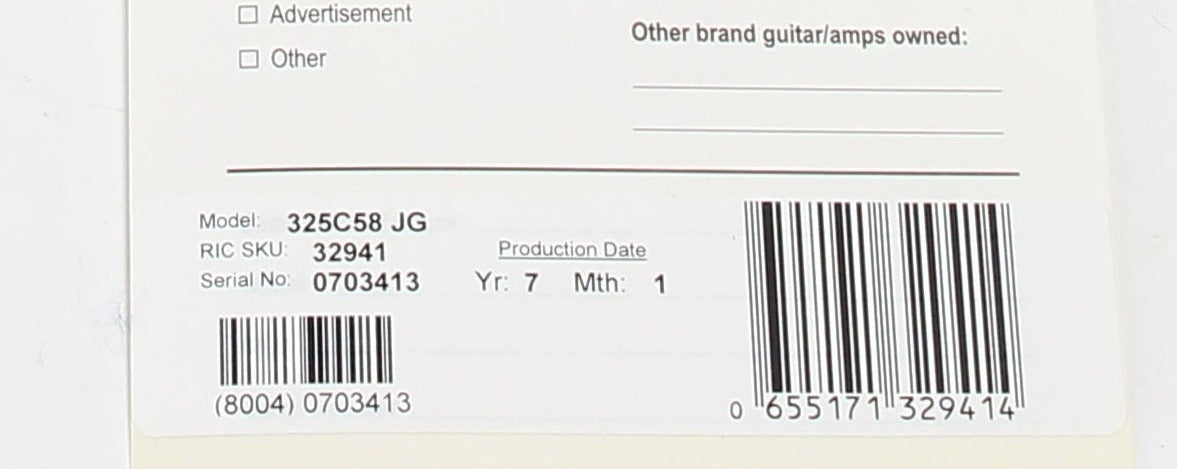 Advertisement
Other
Other brand guitar/amps owned:
Model: 325C58 JG
RIC SKU: 32941
Production Date
Serial No: 0703413 Yr: 7 Mth: 1
(8004) 0703413
0 655171 329414